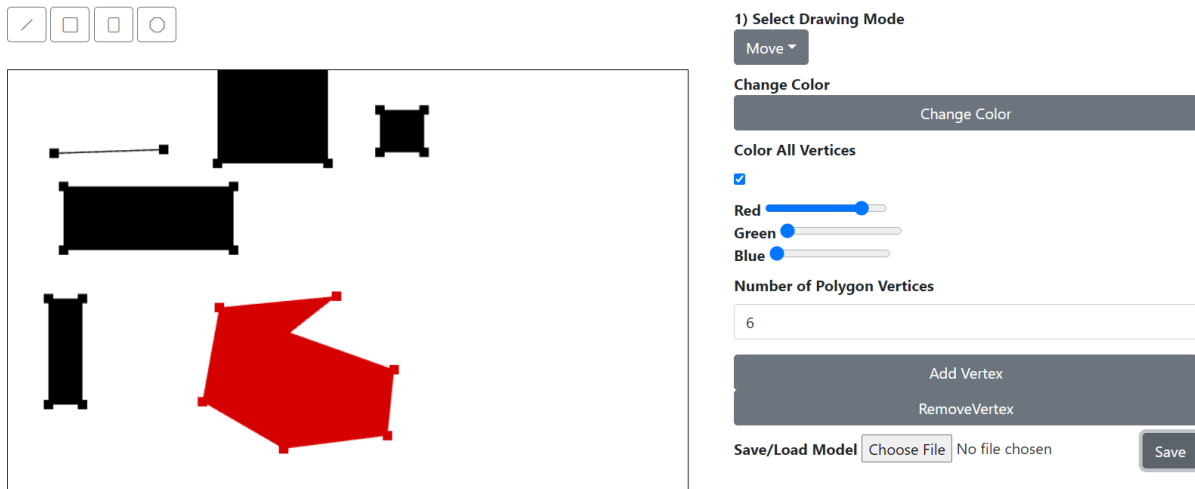 1) Select Drawing Mode
Move
Change Color
Change Color
Color All Vertices
Red
Green
Blue
Number of Polygon Vertices
6
Add Vertex
RemoveVertex
Save/Load Model Choose File No file chosen Save